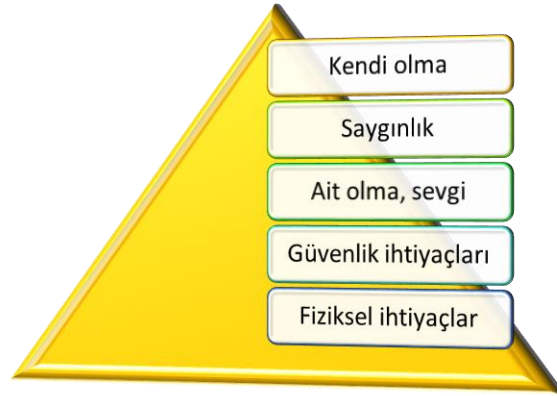 Kendi olma
Saygınlık
Ait olma, sevgi
Güvenlik ihtiyaçları
Fiziksel ihtiyaçlar